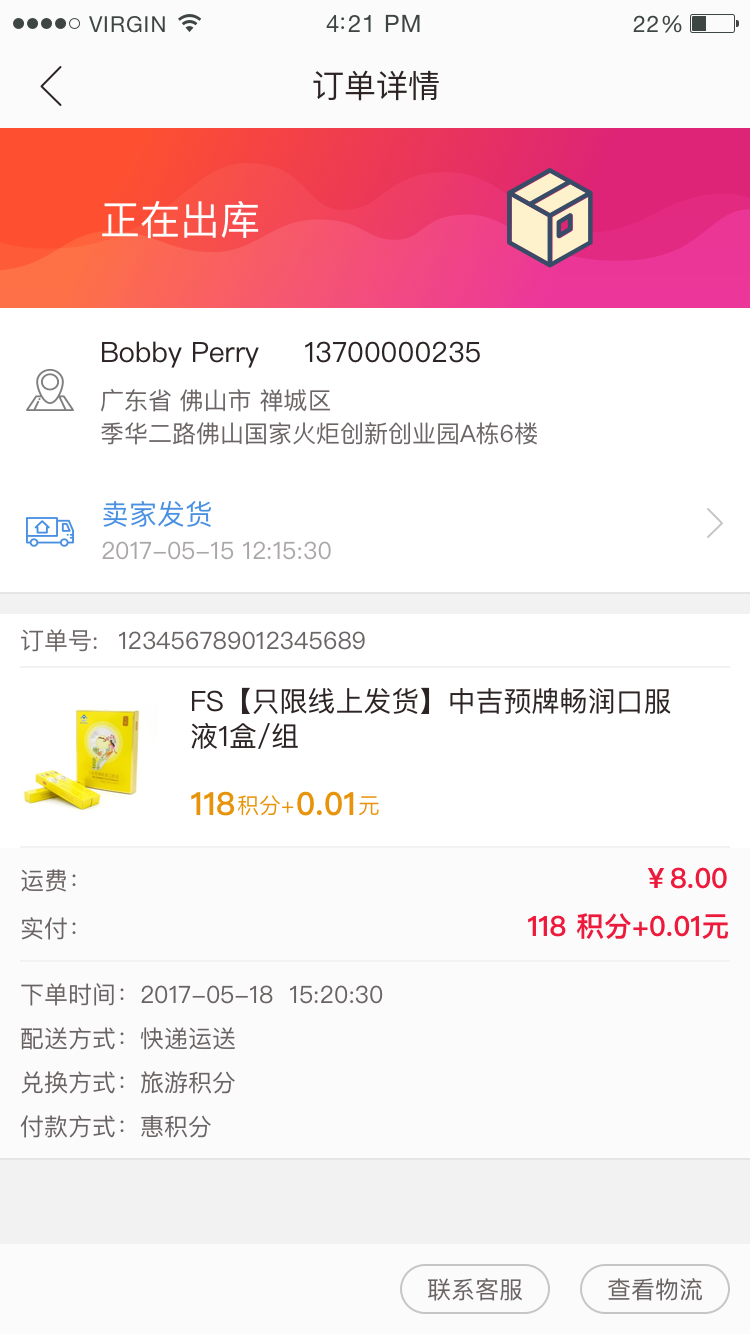 VIRGIN 4:21 PM 22%
订单详情
正在出库
Bobby Perry 13700000235
广东省 佛山市 禅城区
季华二路佛山国家火炬创新创业园A栋6楼
卖家发货
2017-05-15 12:15:30
订单号: 123456789012345689
FS【只限线上发货】中吉预牌畅润口服
液1盒/组
118积分+0.01元
运费: ¥8.00
实付: 118 积分+0.01元
下单时间: 2017-05-18 15:20:30
配送方式: 快递运送
兑换方式: 旅游积分
付款方式: 惠积分
联系客服 查看物流